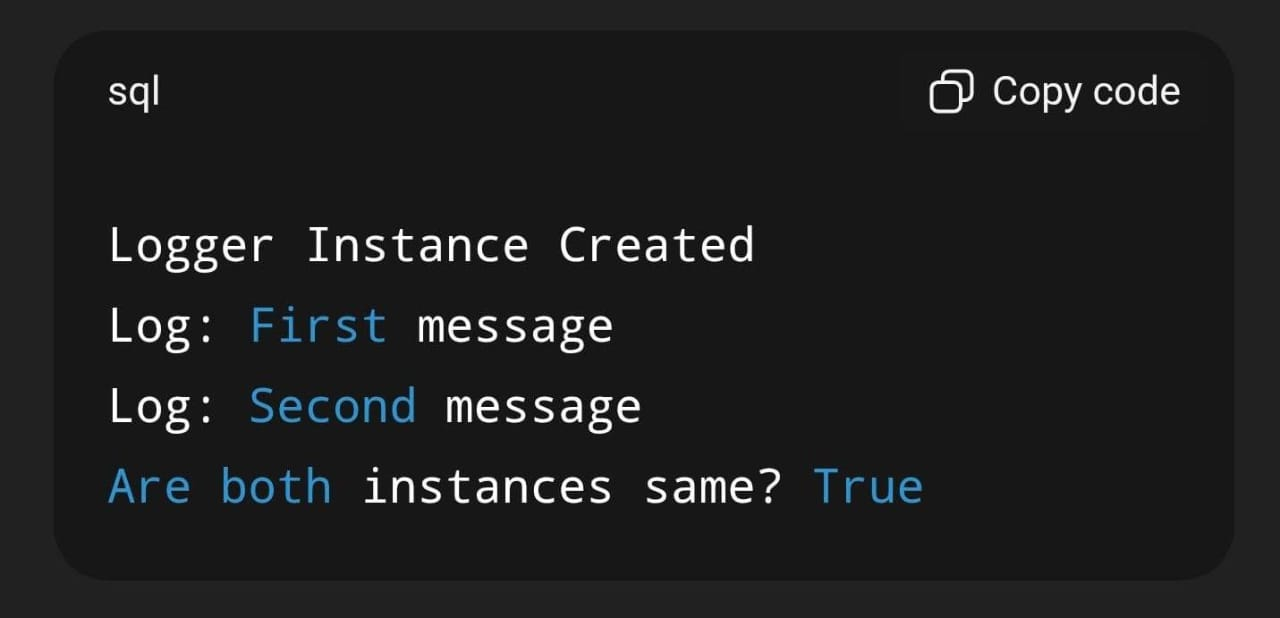 sql
Copy code
Logger Instance Created
Log: First message
Log: Second message
Are both instances same? True